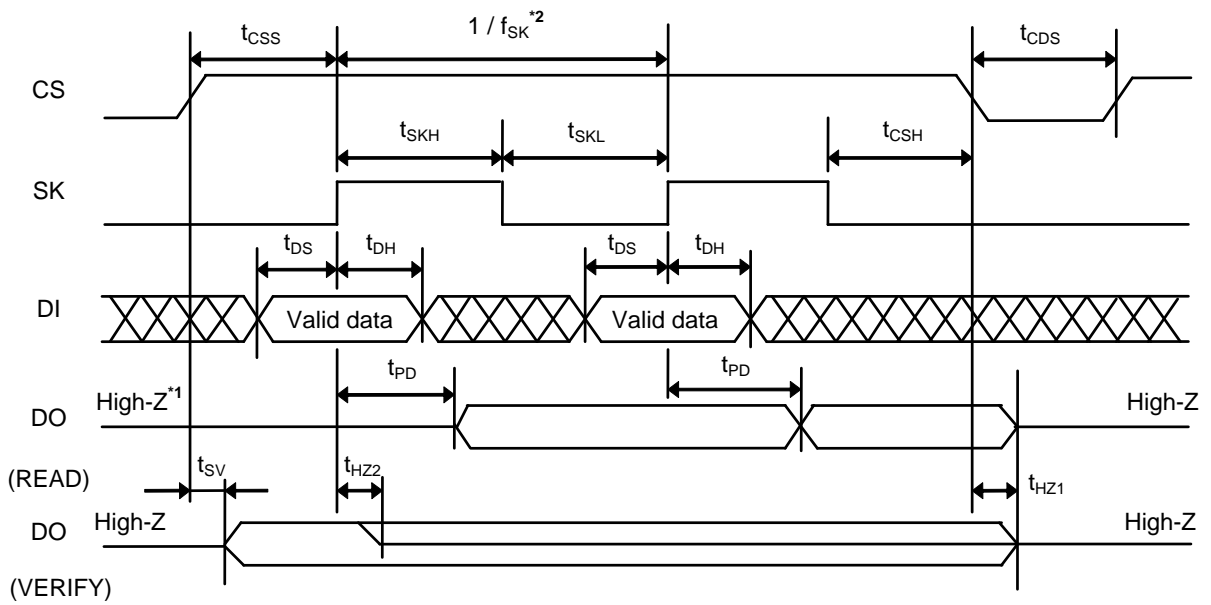 tCSS
1 / fSK*2
tCDS
CS
tSKH
tSKL
tCSH
SK
tDS
tDH
tDS
tDH
DI
Valid data
Valid data
tPD
tPD
High-Z*1
High-Z
DO
(READ)
tSV
tHZ2
tHZ1
High-Z
High-Z
DO
(VERIFY)